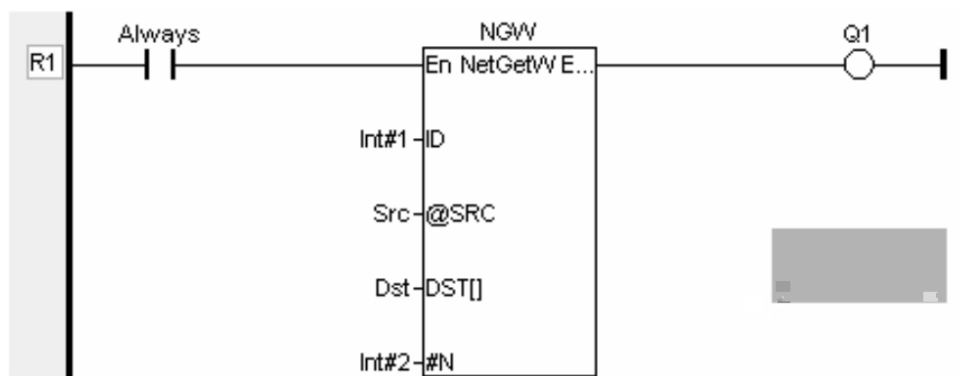 Always
NGW
Q1
R1
En NetGetW E...
Int#1
ID
Src
@SRC
Dst
DST[]
Int#2
#N